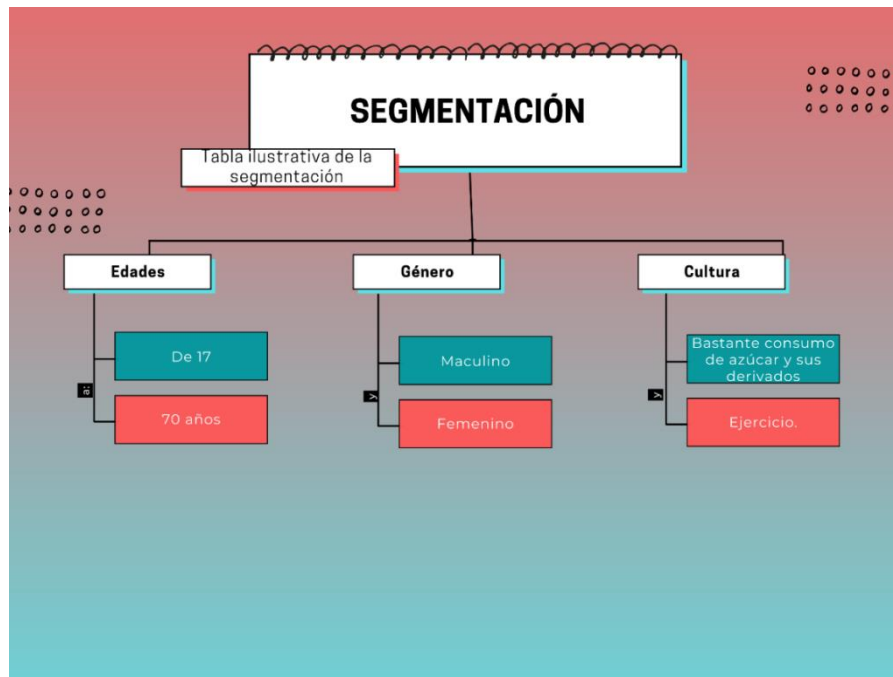 SEGMENTACIÓN
Tabla ilustrativa de la
segmentación
Edades
De 17
a:
70 años
Género
Maculino
y
Femenino
Cultura
Bastante consumo
de azúcar y sus
derivados
y
Ejercicio.